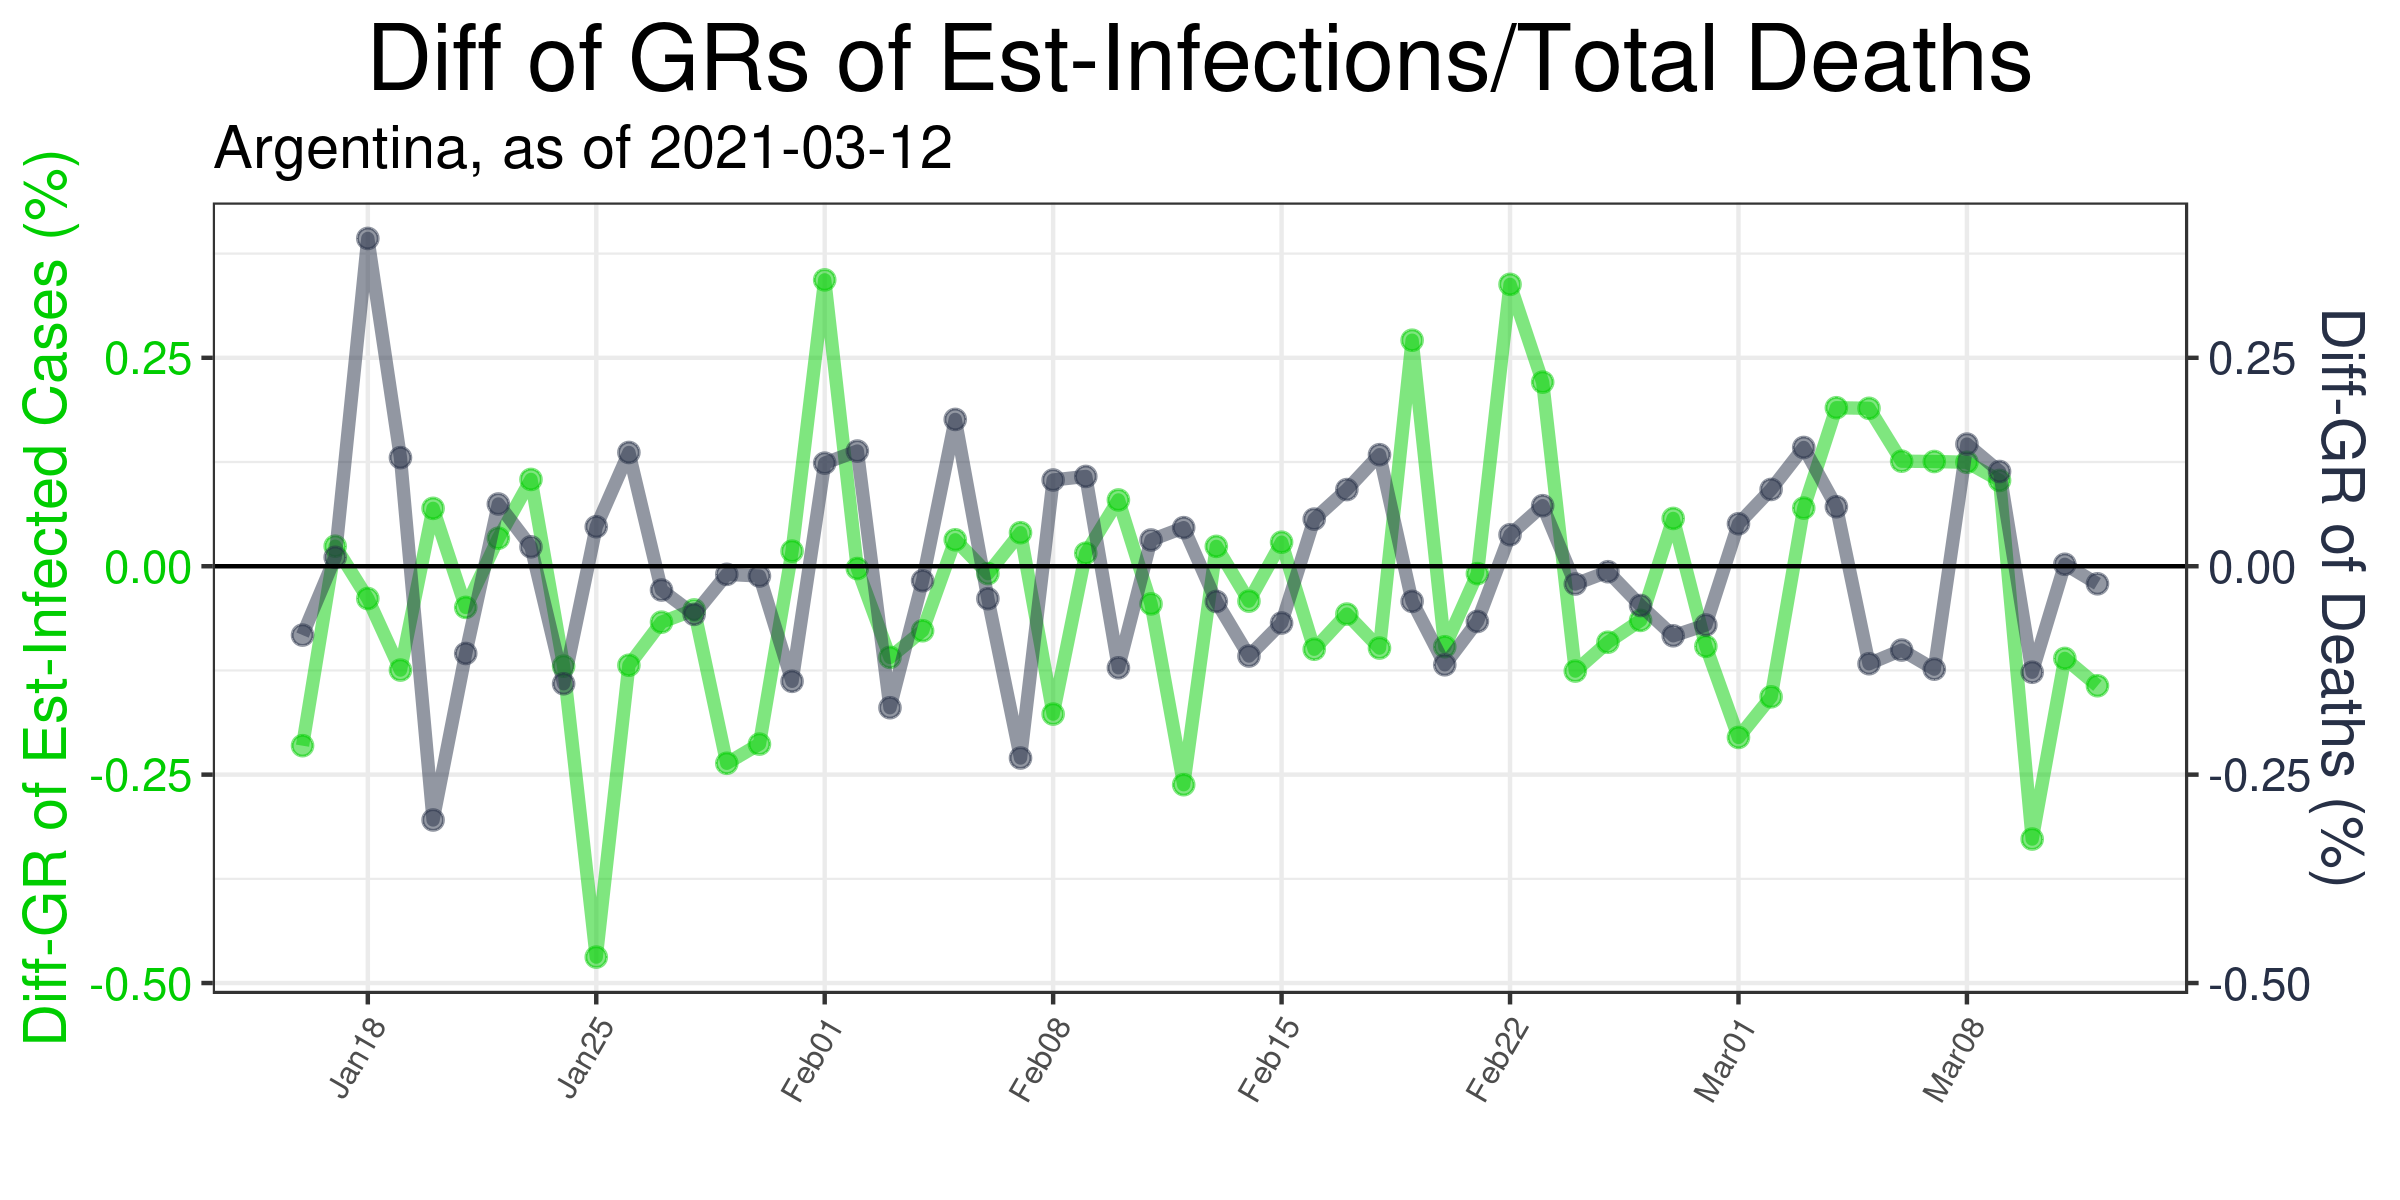 Diff of GRs of Est-Infections/Total Deaths
Argentina, as of 2021-03-12
Diff-GR of Est-Infected Cases (%)
0.25
0.00
-0.25
-0.50
0.25
0.00
-0.25
-0.50
Diff-GR of Deaths (%)
Jan18
Jan25
Feb01
Feb08
Feb15
Feb22
Mar01
Mar08